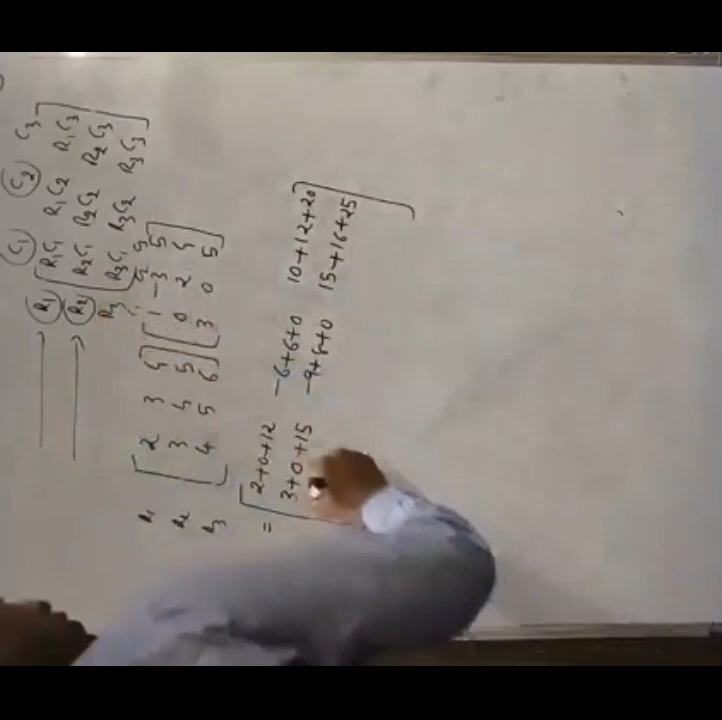 C₁ C₂ C₃
R₁ R₁C₁ R₁C₂ R₁C₃
R₂ R₂C₁ R₂C₂ R₂C₃
R₃ R₃C₁ R₃C₂ R₃C₃
R₁ [2 3 4] [1 -3 5]
R₂ [3 4 5] [0 2 4]
R₃ [4 5 6] [3 0 5]
= [2+0+12 -6+6+0 10+12+20
3+0+15 -9+8+0 15+16+25]